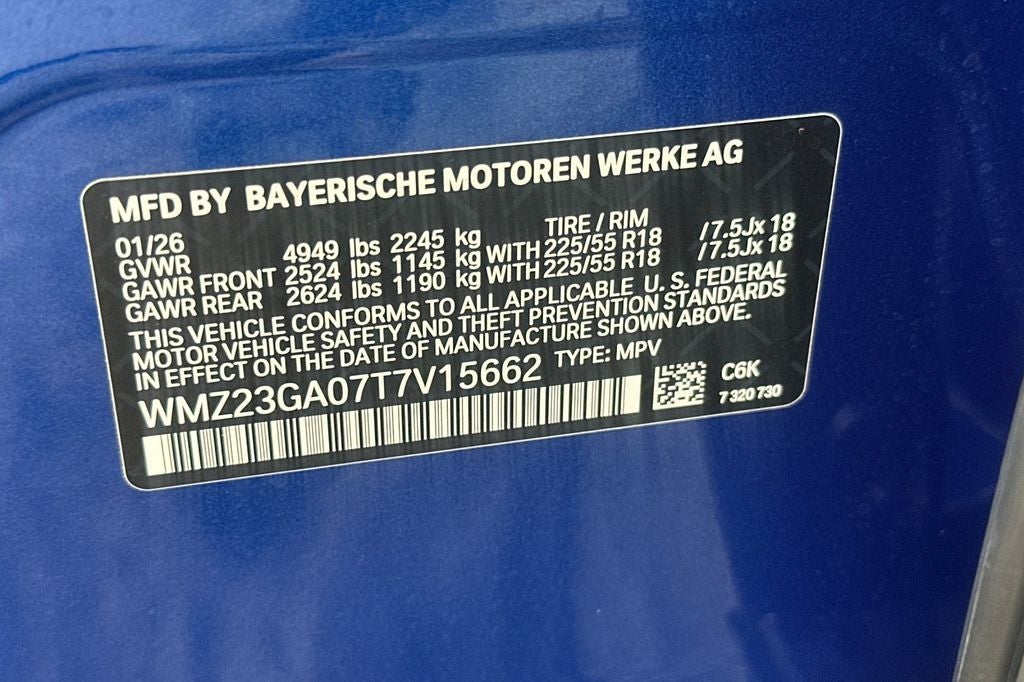 MFD BY BAYERISCHE MOTOREN WERKE AG
01/26 TIRE / RIM
GVWR 4949 lbs 2245 kg
GAWR FRONT 2524 lbs 1145 kg WITH 225/55 R18 /7.5Jx 18
GAWR REAR 2624 lbs 1190 kg WITH 225/55 R18 /7.5Jx 18
THIS VEHICLE CONFORMS TO ALL APPLICABLE U. S. FEDERAL
MOTOR VEHICLE SAFETY AND THEFT PREVENTION STANDARDS
IN EFFECT ON THE DATE OF MANUFACTURE SHOWN ABOVE.
WMZ23GA07T7V15662 TYPE: MPV
C6K
7 320 730